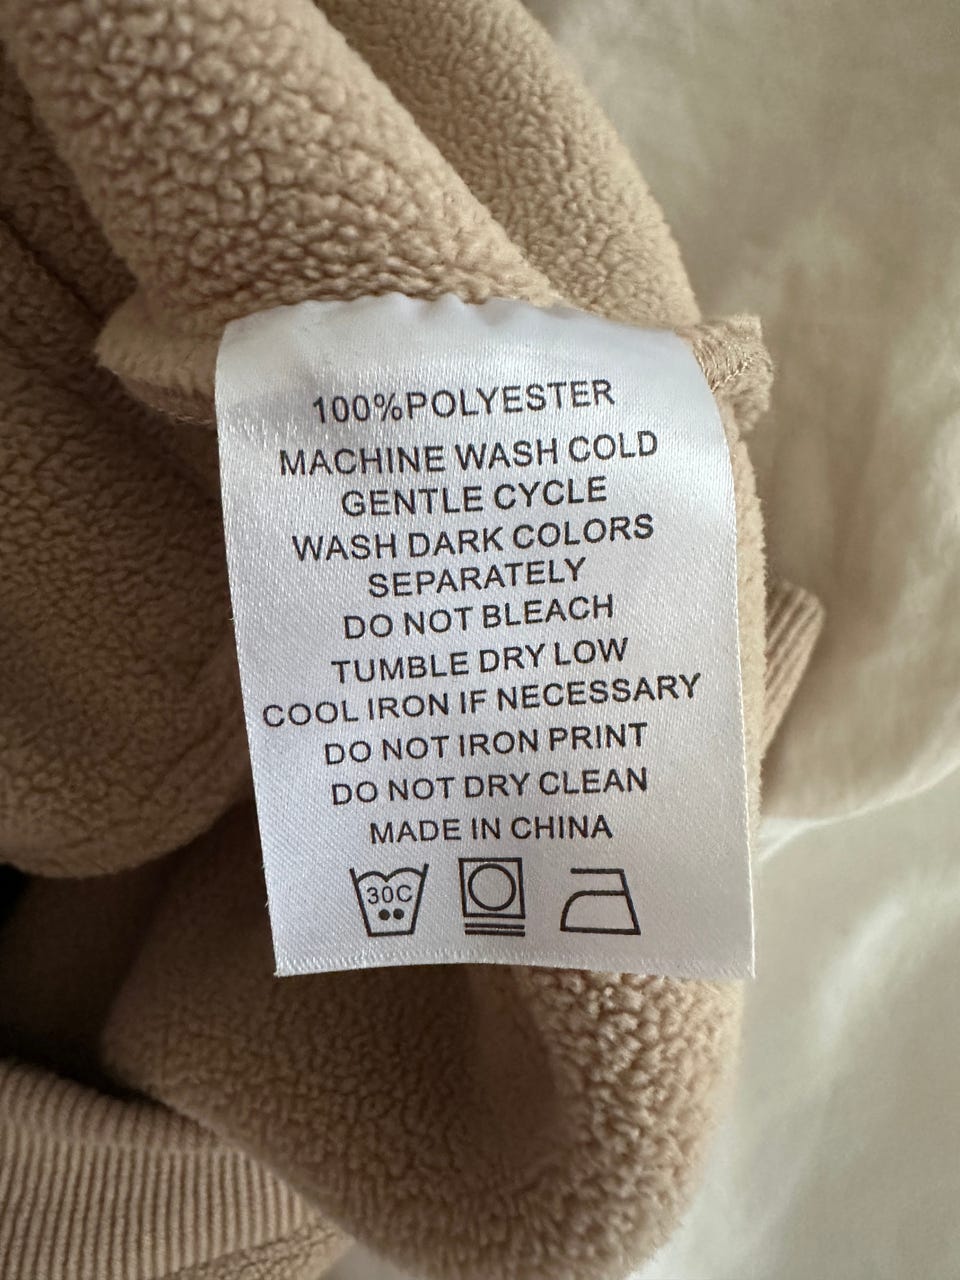 100%POLYESTER
MACHINE WASH COLD
GENTLE CYCLE
WASH DARK COLORS
SEPARATELY
DO NOT BLEACH
TUMBLE DRY LOW
COOL IRON IF NECESSARY
DO NOT IRON PRINT
DO NOT DRY CLEAN
MADE IN CHINA
30C